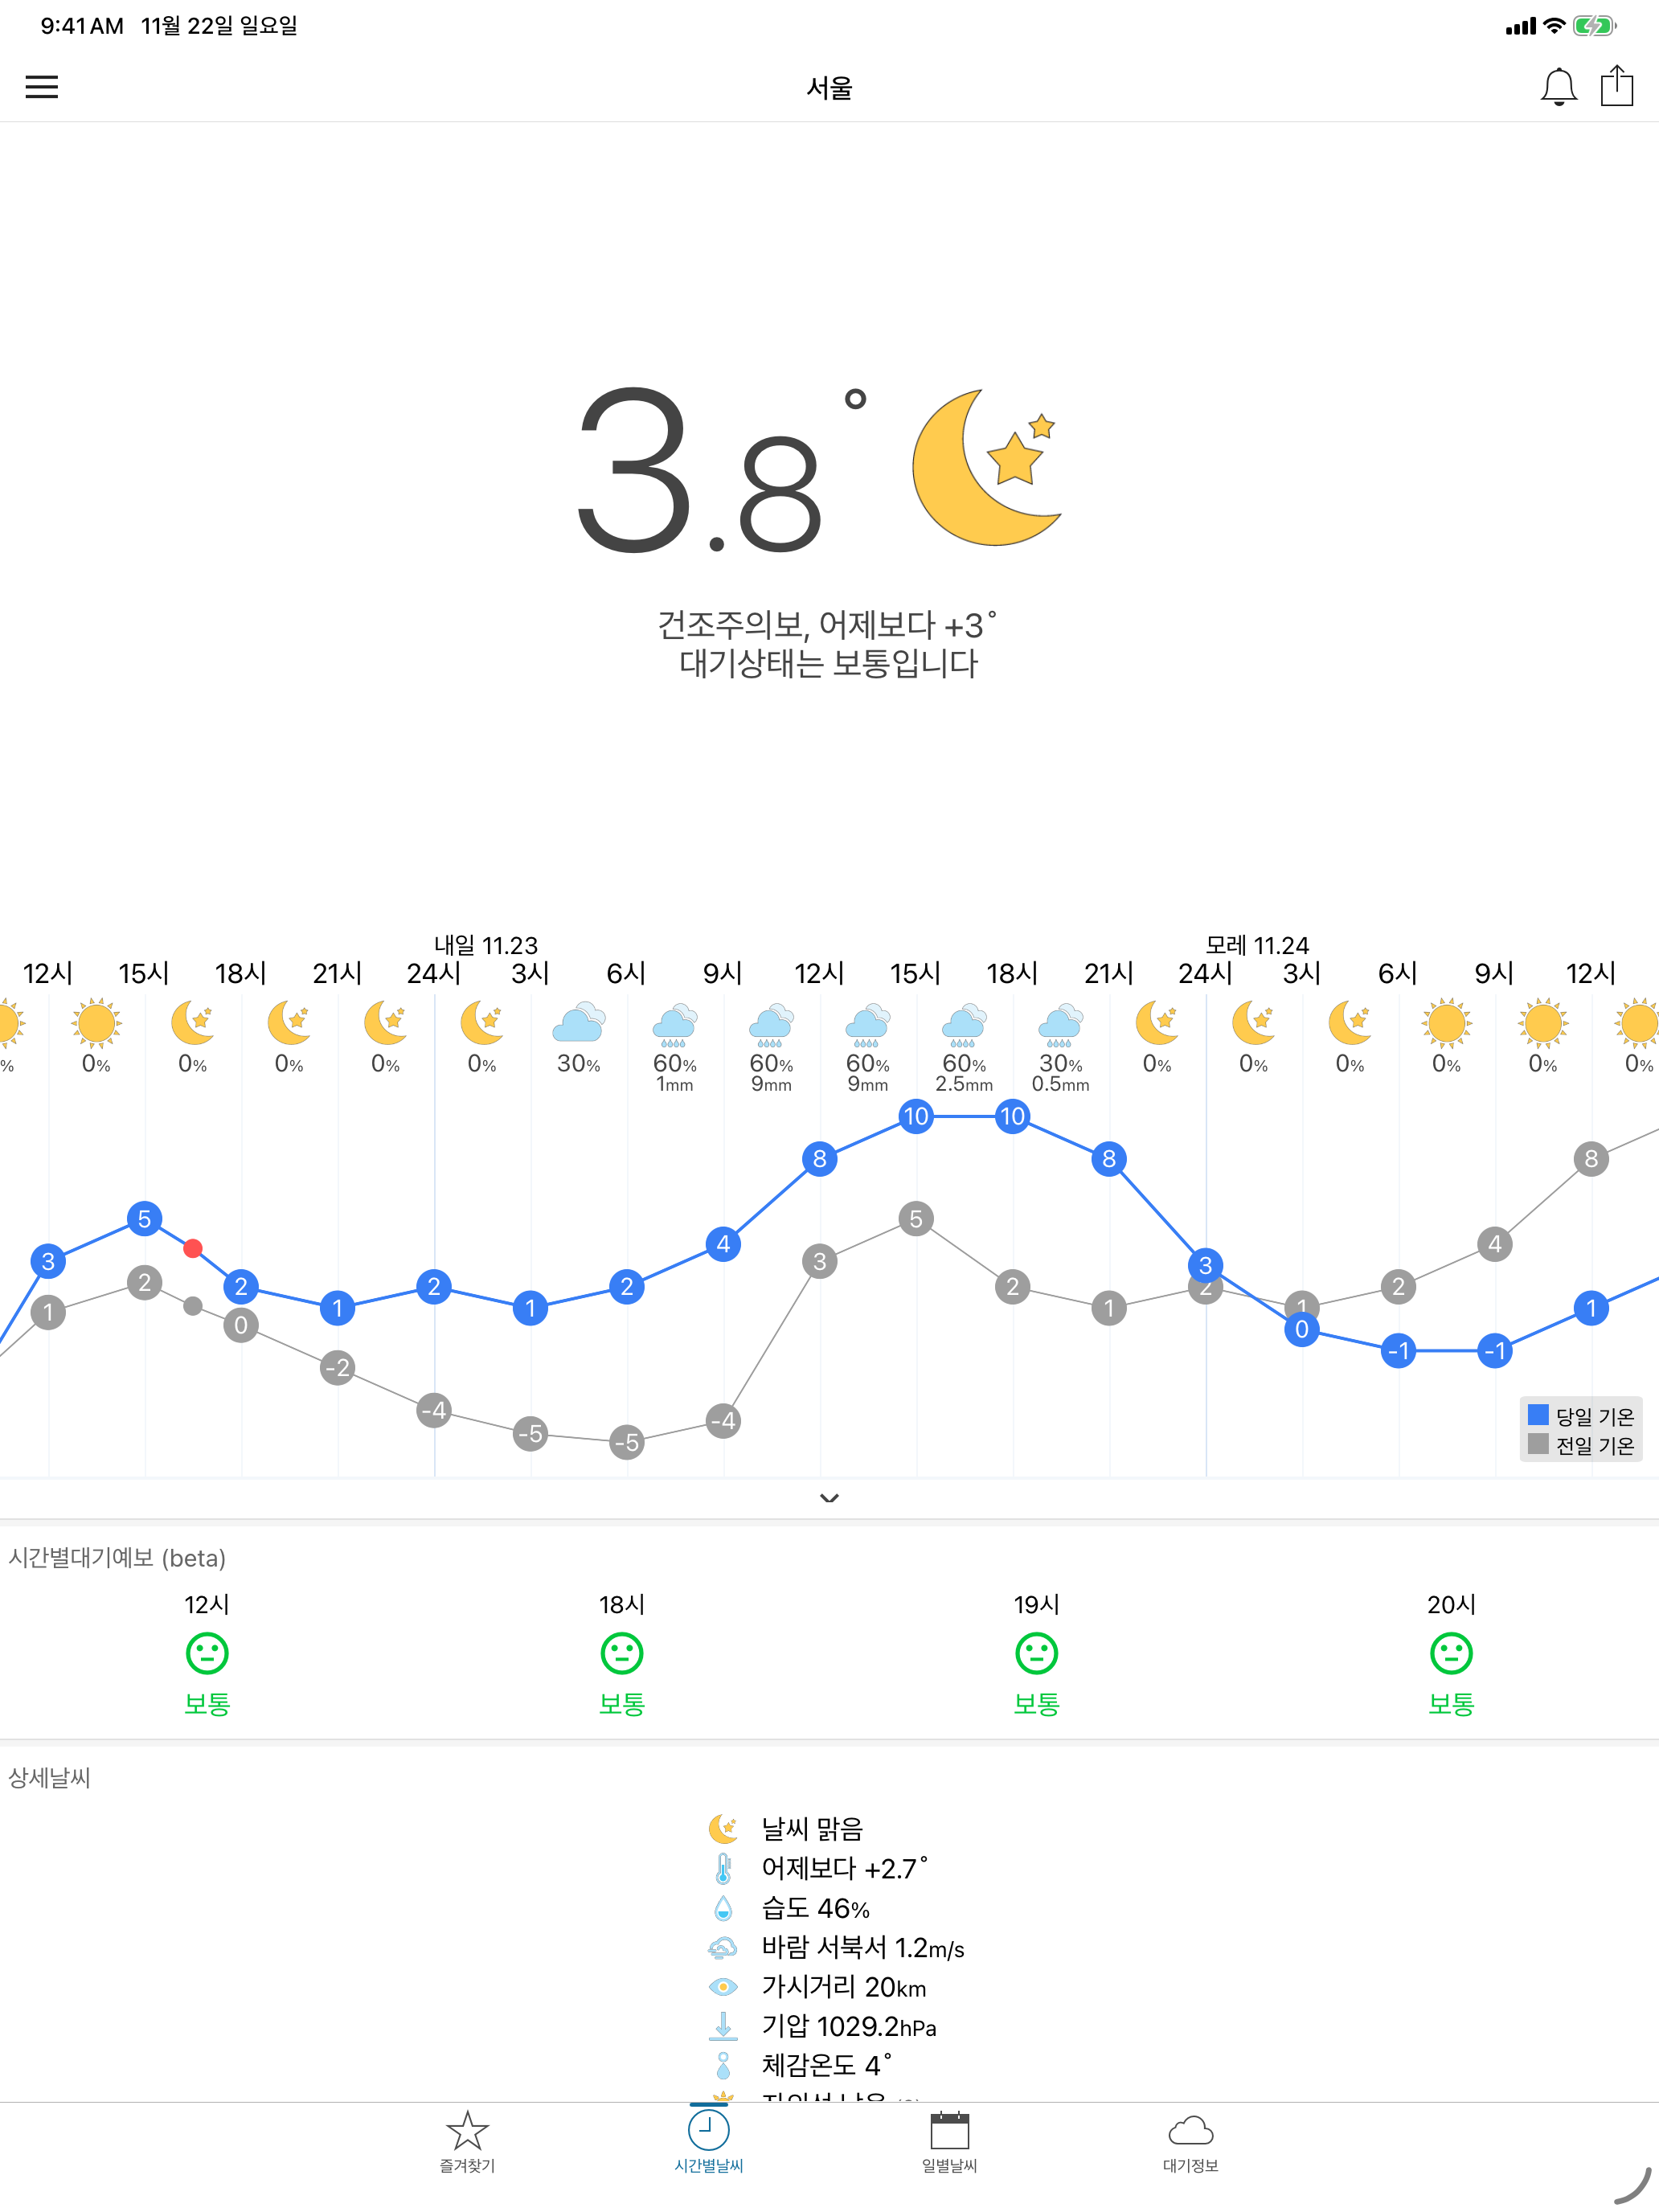 9:41 AM 11월 22일 일요일
서울
3.8°
건조주의보, 어제보다 +3˚
대기상태는 보통입니다
내일 11.23 모레 11.24
12시 15시 18시 21시 24시 3시 6시 9시 12시 15시 18시 21시 24시 3시 6시 9시 12시
% 0% 0% 0% 0% 0% 30% 60% 60% 60% 60% 30% 0% 0% 0% 0% 0% 0%
1mm 9mm 9mm 2.5mm 0.5mm
3 5 2 1 2 1 2 4 8 10 10 8 3 0 -1 -1 1
1 2 0 -2 -4 -5 -5 -4 3 5 2 1 2 1 2 4 8
당일 기온
전일 기온
시간별대기예보 (beta)
12시 18시 19시 20시
보통 보통 보통 보통
상세날씨
날씨 맑음
어제보다 +2.7˚
습도 46%
바람 서북서 1.2m/s
가시거리 20km
기압 1029.2hPa
체감온도 4˚
즐겨찾기 시간별날씨 일별날씨 대기정보